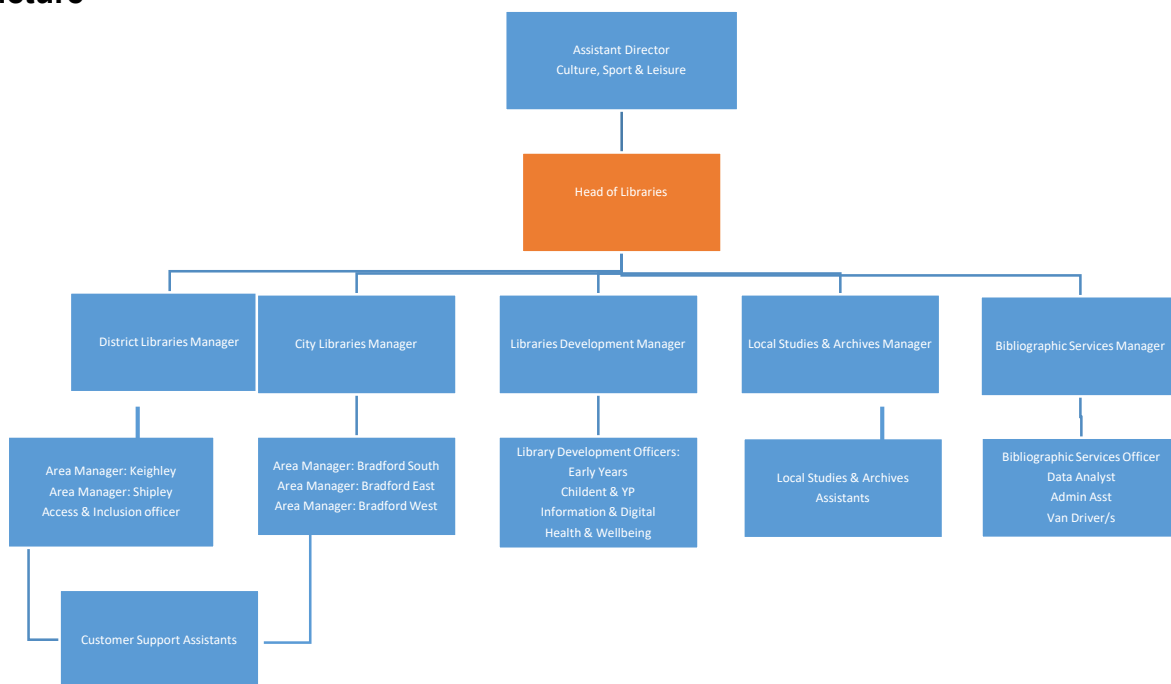 Assistant Director
Culture, Sport & Leisure
Head of Libraries
District Libraries Manager
City Libraries Manager
Libraries Development Manager
Local Studies & Archives Manager
Bibliographic Services Manager
Area Manager: Keighley
Area Manager: Shipley
Access & Inclusion officer
Area Manager: Bradford South
Area Manager: Bradford East
Area Manager: Bradford West
Library Development Officers:
Early Years
Childent & YP
Information & Digital
Health & Wellbeing
Local Studies & Archives
Assistants
Bibliographic Services Officer
Data Analyst
Admin Asst
Van Driver/s
Customer Support Assistants